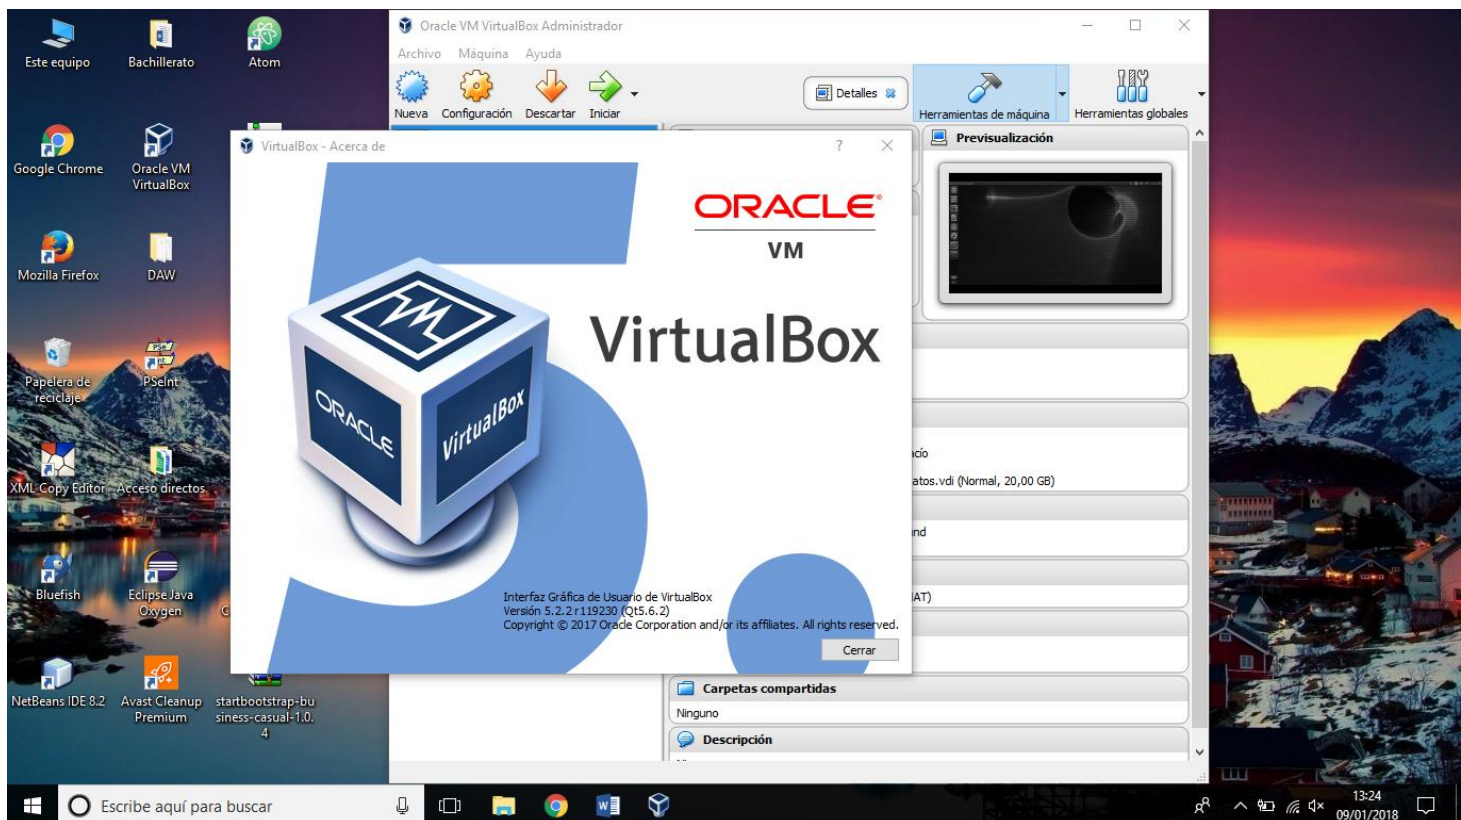 Oracle VM VirtualBox Administrador
Archivo Máquina Ayuda
Nueva Configuración Descartar Iniciar
Detalles
Herramientas de máquina
Herramientas globales
Previsualización
VirtualBox - Acerca de
ORACLE
VM
VirtualBox
ORACLE
VirtualBox
Interfaz Gráfica de Usuario de VirtualBox
Versión 5.2.2 r119230 (Qt5.6.2)
Copyright © 2017 Oracle Corporation and/or its affiliates. All rights reserved.
Cerrar
atos.vdi (Normal, 20,00 GB)
Carpetas compartidas
Ninguno
Descripción
Este equipo
Bachillerato
Atom
Google Chrome
Oracle VM
VirtualBox
Mozilla Firefox
DAW
Papelera de
reciclaje
PSeInt
XML Copy Editor
Acceso directos
Bluefish
Eclipse Java
Oxygen
NetBeans IDE 8.2
Avast Cleanup
Premium
startbootstrap-bu
siness-casual-1.0.
4
Escribe aquí para buscar
13:24
09/01/2018